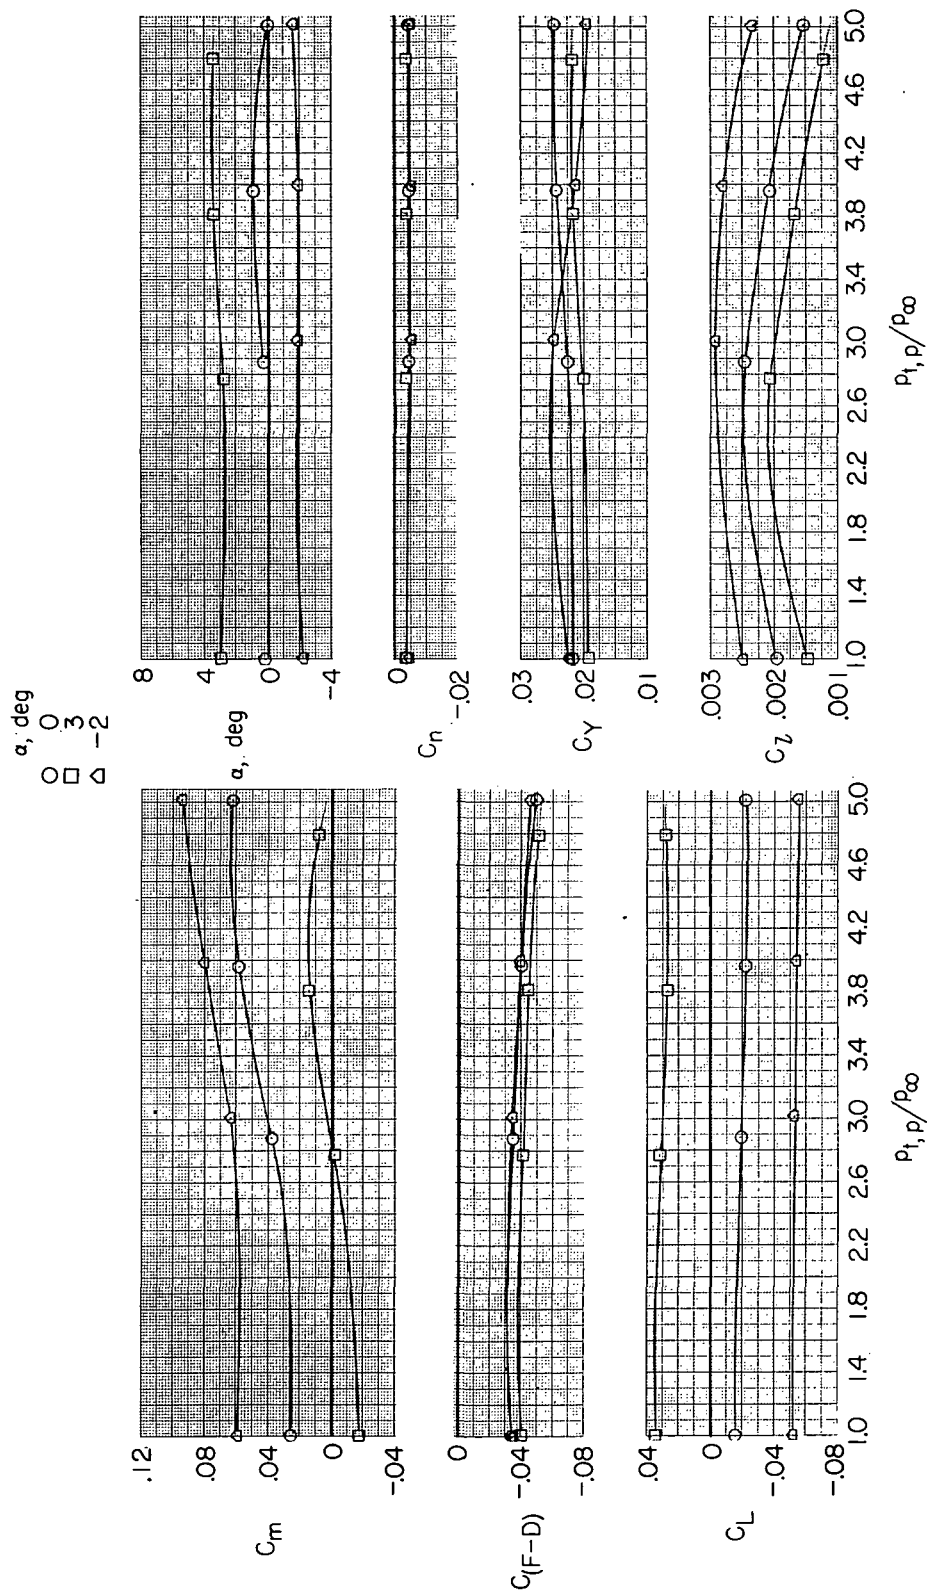 α, deg
○ 0
□ 3
△ -2
.12
.08
.04
0
-.04
C_m
0
-.04
-.08
C_(F-D)
.04
0
-.04
-.08
C_L
1.0 1.4 1.8 2.2 2.6 3.0 3.4 3.8 4.2 4.6 5.0
p_t,p/p_∞
8
4
0
-4
α, deg
0
-.02
C_n
.03
.02
.01
C_Y
.003
.002
.001
C_l
1.0 1.4 1.8 2.2 2.6 3.0 3.4 3.8 4.2 4.6 5.0
p_t,p/p_∞